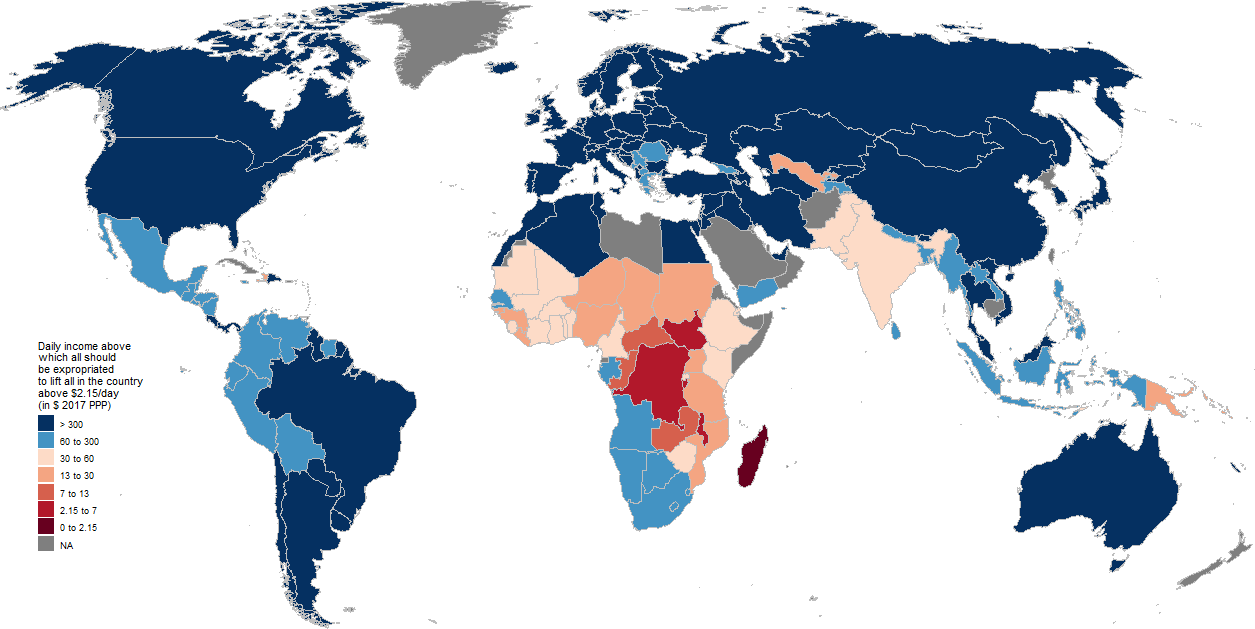 Daily income above
which all should
be expropriated
to lift all in the country
above $2.15/day
(in $ 2017 PPP)
> 300
60 to 300
30 to 60
13 to 30
7 to 13
2.15 to 7
0 to 2.15
NA